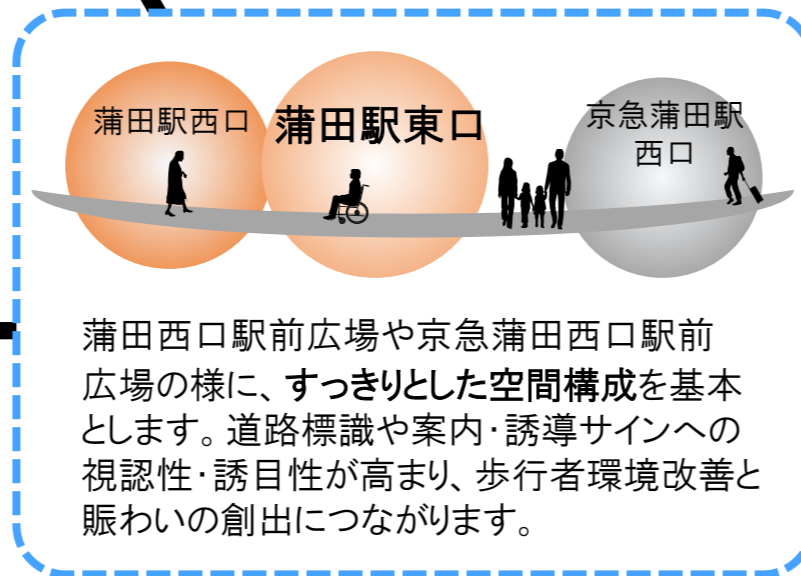 蒲田駅西口
蒲田駅東口
京急蒲田駅
西口
蒲田西口駅前広場や京急蒲田西口駅前
広場の様に、すっきりとした空間構成を基本
とします。道路標識や案内・誘導サインへの
視認性・誘目性が高まり、歩行者環境改善と
賑わいの創出につながります。